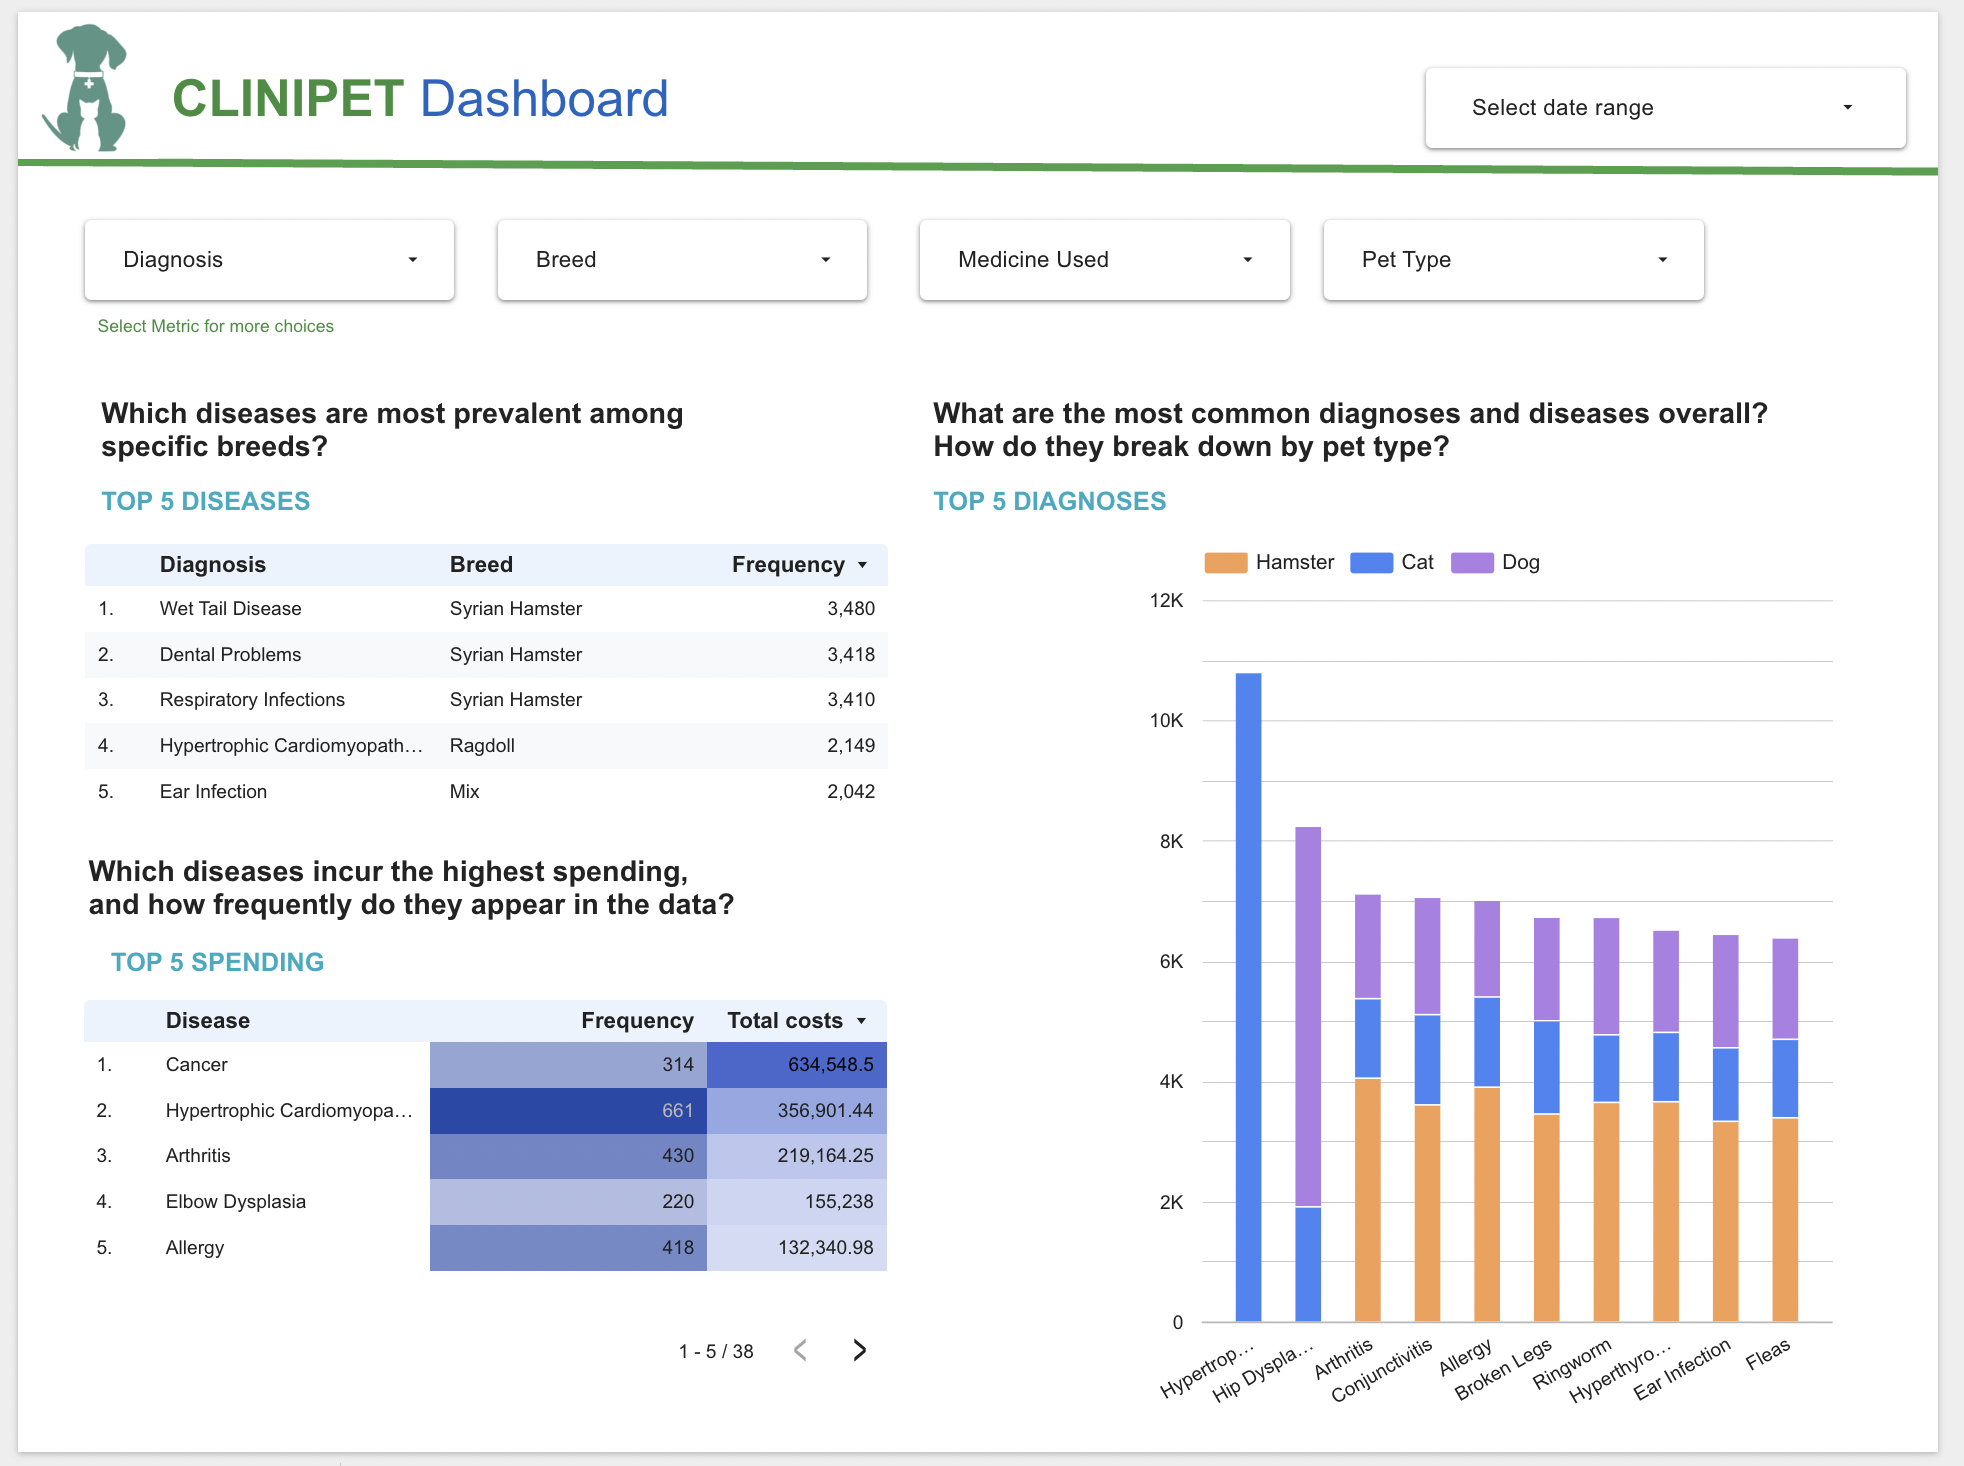 CLINIPET Dashboard
Select date range
Diagnosis
Breed
Medicine Used
Pet Type
Select Metric for more choices
Which diseases are most prevalent among
specific breeds?
TOP 5 DISEASES
Diagnosis Breed Frequency
1. Wet Tail Disease Syrian Hamster 3,480
2. Dental Problems Syrian Hamster 3,418
3. Respiratory Infections Syrian Hamster 3,410
4. Hypertrophic Cardiomyopath... Ragdoll 2,149
5. Ear Infection Mix 2,042
Which diseases incur the highest spending,
and how frequently do they appear in the data?
TOP 5 SPENDING
Disease Frequency Total costs
1. Cancer 314 634,548.5
2. Hypertrophic Cardiomyopa... 661 356,901.44
3. Arthritis 430 219,164.25
4. Elbow Dysplasia 220 155,238
5. Allergy 418 132,340.98
1 - 5 / 38
What are the most common diagnoses and diseases overall?
How do they break down by pet type?
TOP 5 DIAGNOSES
Hamster Cat Dog
12K
10K
8K
6K
4K
2K
0
Hypertrop...
Hip Dyspla...
Arthritis
Conjunctivitis
Allergy
Broken Legs
Ringworm
Hyperthyro...
Ear Infection
Fleas